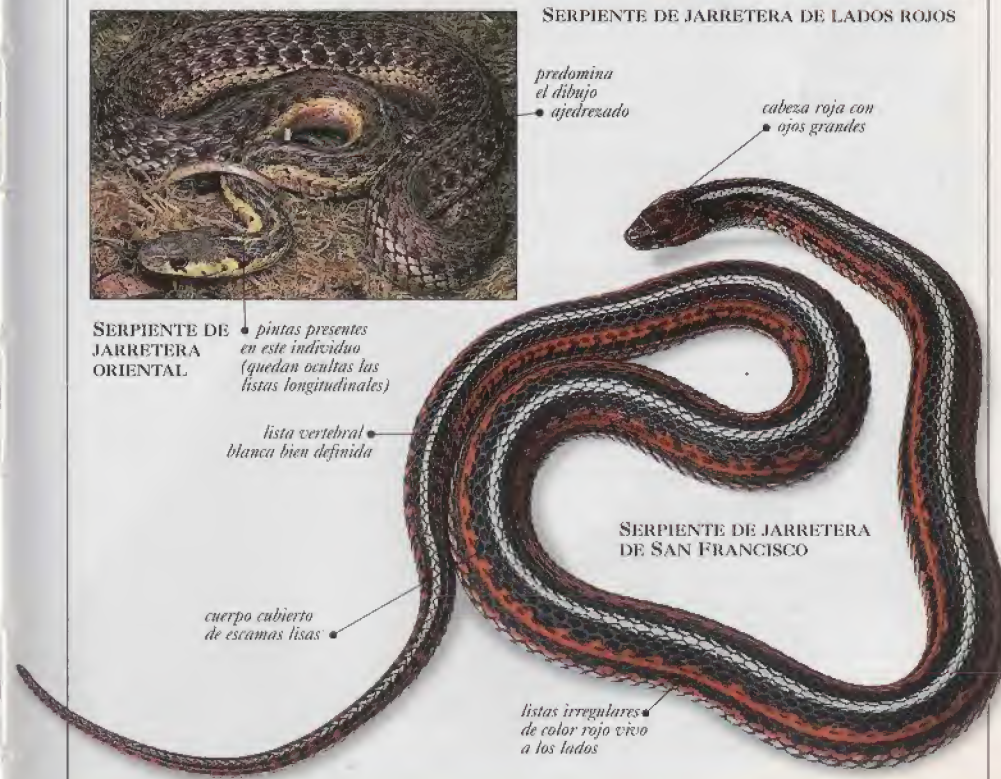 SERPIENTE DE JARRETERA DE LADOS ROJOS
predomina
el dibujo
ajedrezado
cabeza roja con
ojos grandes
SERPIENTE DE
JARRETERA
ORIENTAL
pintas presentes
en este individuo
(quedan ocultas las
listas longitudinales)
lista vertebral
blanca bien definida
SERPIENTE DE JARRETERA
DE SAN FRANCISCO
cuerpo cubierto
de escamas lisas
listas irregulares
de color rojo vivo
a los lados